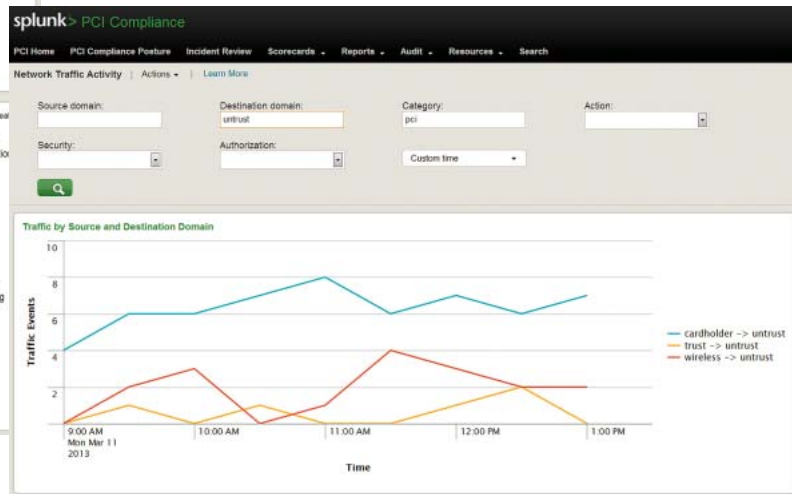 splunk> PCI Compliance
PCI Home PCI Compliance Posture Incident Review Scorecards Reports Audit Resources Search
Network Traffic Activity | Actions | Learn More
Source domain: Destination domain: Category: Action:
untrust pci
Security: Authorization:
Custom time
Traffic by Source and Destination Domain
10
8
6
4
2
Traffic Events
cardholder -> untrust
trust -> untrust
wireless -> untrust
9:00 AM 10:00 AM 11:00 AM 12:00 PM 1:00 PM
Mon Mar 11
2013
Time